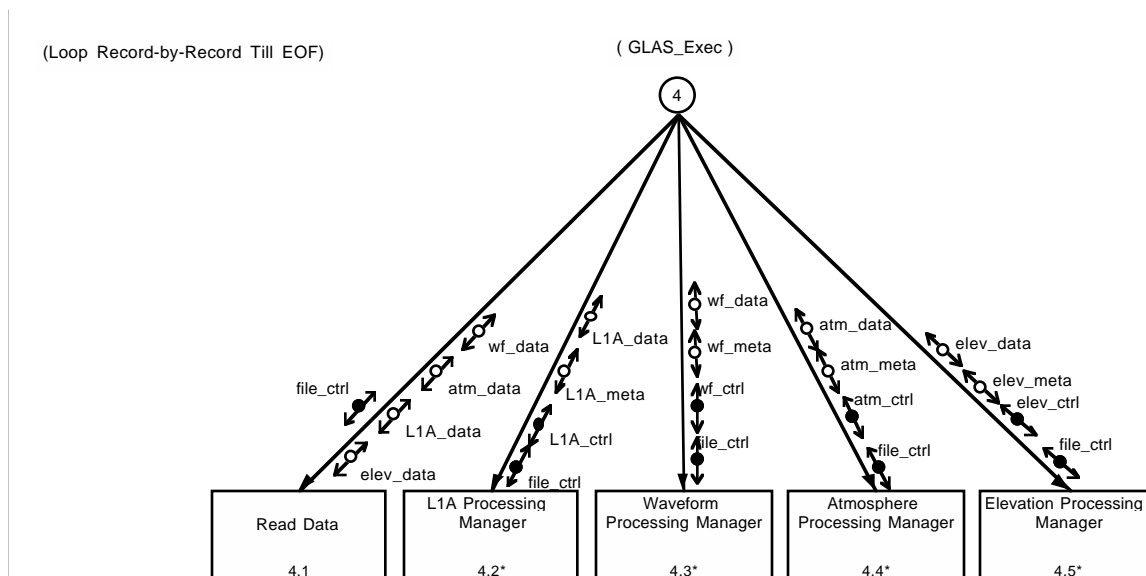 (Loop Record-by-Record Till EOF)
( GLAS_Exec )
4
wf_data
atm_data
file_ctrl
L1A_data
elev_data
L1A_data
L1A_meta
L1A_ctrl
file_ctrl
wf_data
wf_meta
wf_ctrl
file_ctrl
atm_data
atm_meta
atm_ctrl
file_ctrl
elev_data
elev_meta
elev_ctrl
file_ctrl
Read Data
4.1
L1A Processing
Manager
4.2*
Waveform
Processing Manager
4.3*
Atmosphere
Processing Manager
4.4*
Elevation Processing
Manager
4.5*